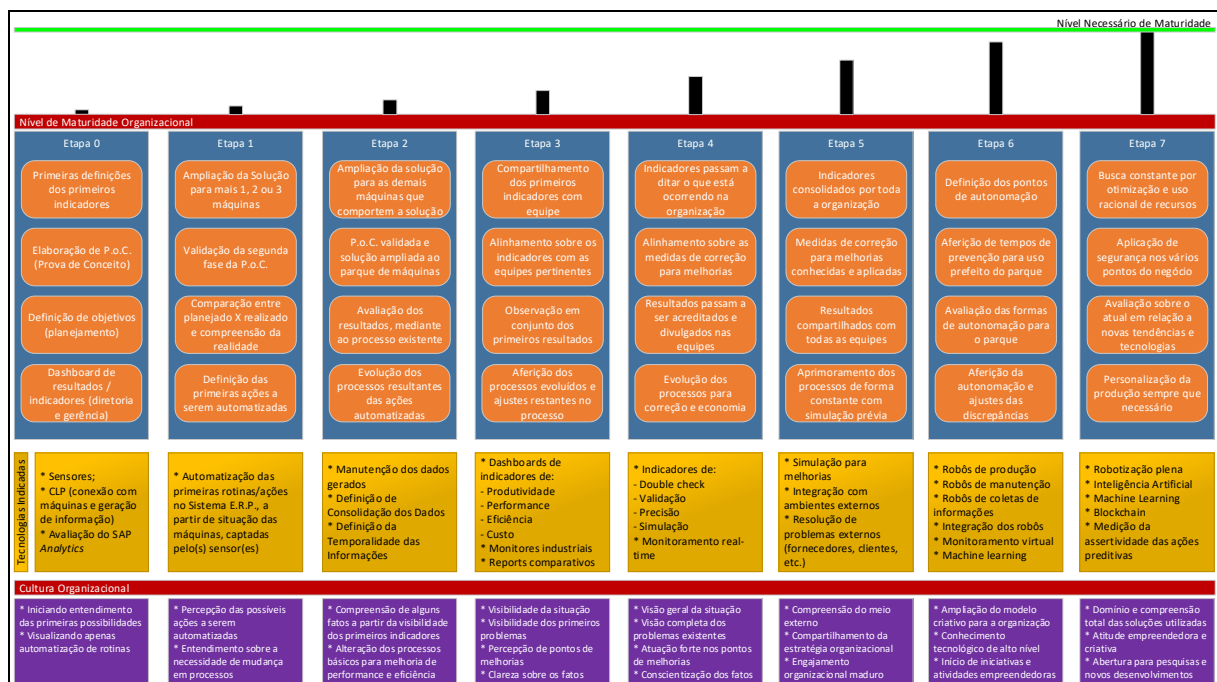 Nível Necessário de Maturidade
Nível de Maturidade Organizacional
Etapa 0
Primeiras definições
dos primeiros
indicadores
Elaboração de P.o.C.
(Prova de Conceito)
Definição de objetivos
(planejamento)
Dashboard de
resultados /
indicadores (diretoria
e gerência)
Etapa 1
Ampliação da Solução
para mais 1, 2 ou 3
máquinas
Validação da segunda
fase da P.o.C.
Comparação entre
planejado X realizado
e compreensão da
realidade
Definição das
primeiras ações a
serem automatizadas
Etapa 2
Ampliação da solução
para as demais
máquinas que
comportem a solução
P.o.C. validada e
solução ampliada ao
parque de máquinas
Avaliação dos
resultados, mediante
ao processo existente
Evolução dos
processos resultantes
das ações
automatizadas
Etapa 3
Compartilhamento
dos primeiros
indicadores com
equipe
Alinhamento sobre os
indicadores com as
equipes pertinentes
Observação em
conjunto dos
primeiros resultados
Aferição dos
processos evoluídos e
ajustes restantes no
processo
Etapa 4
Indicadores passam a
ditar o que está
ocorrendo na
organização
Alinhamento sobre as
medidas de correção
para melhorias
Resultados passam a
ser acreditados e
divulgados nas
equipes
Evolução dos
processos para
correção e economia
Etapa 5
Indicadores
consolidados por toda
a organização
Medidas de correção
para melhorias
conhecidas e aplicadas
Resultados
compartilhados com
todas as equipes
Aprimoramento dos
processos de forma
constante com
simulação prévia
Etapa 6
Definição dos pontos
de autonomação
Aferição de tempos de
prevenção para uso
prefeito do parque
Avaliação das formas
de autonomação para
o parque
Aferição da
autonomação e
ajustes das
discrepâncias
Etapa 7
Busca constante por
otimização e uso
racional de recursos
Aplicação de
segurança nos vários
pontos do negócio
Avaliação sobre o
atual em relação a
novas tendências e
tecnologias
Personalização da
produção sempre que
necessário
Tecnologias Indicadas
* Sensores;
* CLP (conexão com
máquinas e geração
de informação)
* Avaliação do SAP
Analytics
* Automatização das
primeiras rotinas/ações
no Sistema E.R.P., a
partir de situação das
máquinas, captadas
pelo(s) sensor(es)
* Manutenção dos dados
gerados
* Definição de
Consolidação dos Dados
* Definição da
Temporalidade das
Informações
* Dashboards de
indicadores de:
- Produtividade
- Performance
- Eficiência
- Custo
* Monitores industriais
* Reports comparativos
* Indicadores de:
- Double check
- Validação
- Precisão
- Simulação
* Monitoramento real-
time
* Simulação para
melhorias
* Integração com
ambientes externos
* Resolução de
problemas externos
(fornecedores, clientes,
etc.)
* Robôs de produção
* Robôs de manutenção
* Robôs de coletas de
informações
* Integração dos robôs
* Monitoramento virtual
* Machine learning
* Robotização plena
* Inteligência Artificial
* Machine Learning
* Blockchain
* Medição da
assertividade das ações
preditivas
Cultura Organizacional
* Iniciando entendimento
das primeiras possibilidades
* Visualizando apenas
automatização de rotinas
* Percepção das possíveis
ações a serem
automatizadas
* Entendimento sobre a
necessidade de mudança
em processos
* Compreensão de alguns
fatos a partir da visibilidade
dos primeiros indicadores
* Alteração dos processos
básicos para melhoria de
performance e eficiência
* Visibilidade da situação
* Visibilidade dos primeiros
problemas
* Percepção de pontos de
melhorias
* Clareza sobre os fatos
* Visão geral da situação
* Visão completa dos
problemas existentes
* Atuação forte nos pontos
de melhorias
* Conscientização dos fatos
* Compreensão do meio
externo
* Compartilhamento da
estratégia organizacional
* Engajamento
organizacional maduro
* Ampliação do modelo
criativo para a organização
* Conhecimento
tecnológico de alto nível
* Início de iniciativas e
atividades empreendedoras
* Domínio e compreensão
total das soluções utilizadas
* Atitude empreendedora e
criativa
* Abertura para pesquisas e
novos desenvolvimentos